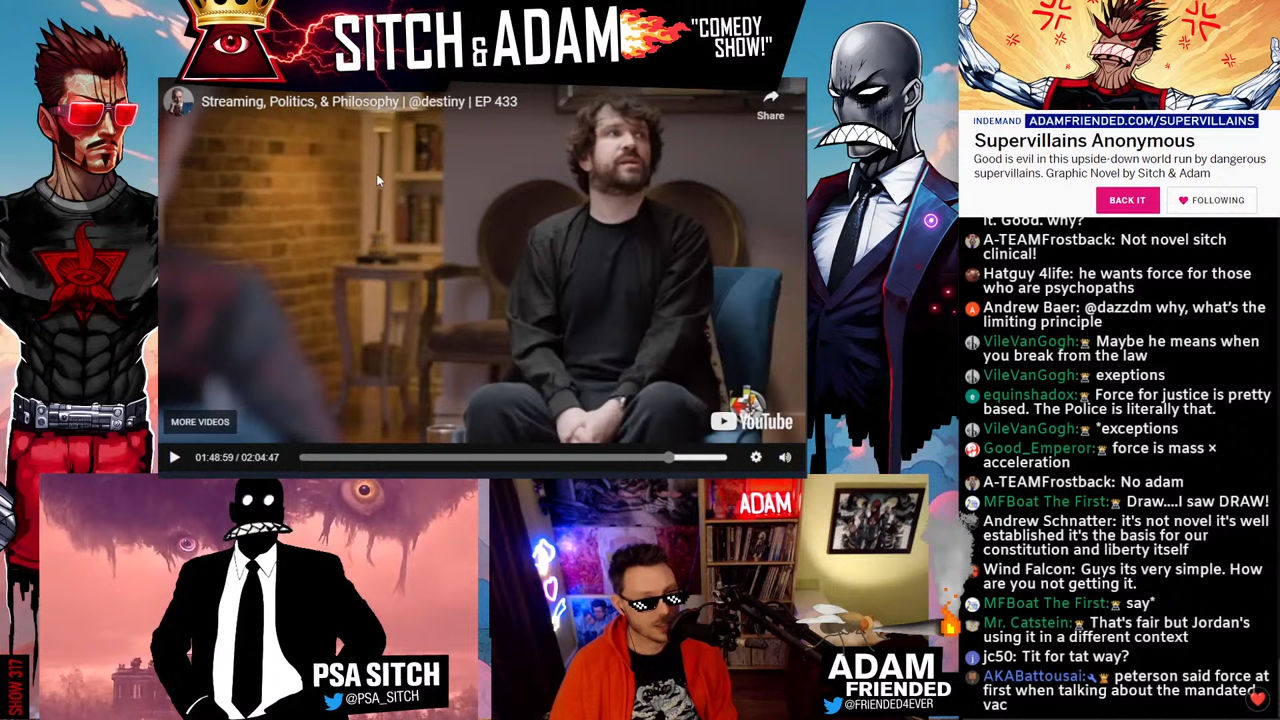 SITCH & ADAM
"COMEDY
SHOW!"
Streaming, Politics, & Philosophy | @destiny | EP 433
Share
MORE VIDEOS
YouTube
01:48:59 / 02:04:47
INDEMAND ADAMFRIENDED.COM/SUPERVILLAINS
Supervillains Anonymous
Good is evil in this upside-down world run by dangerous
supervillains. Graphic Novel by Sitch & Adam
BACK IT
FOLLOWING
it. Good. why?
A-TEAMFrostback: Not novel sitch
clinical!
Hatguy 4life: he wants force for those
who are psychopaths
Andrew Baer: @dazzdm why, what's the
limiting principle
VileVanGogh: Maybe he means when
you break from the law
VileVanGogh: exeptions
equinshadox: Force for justice is pretty
based. The Police is literally that.
VileVanGogh: *exceptions
Good_Emperor: force is mass ×
acceleration
A-TEAMFrostback: No adam
MFBoat The First: Draw....I saw DRAW!
Andrew Schnatter: it's not novel it's well
established it's the basis for our
constitution and liberty itself
Wind Falcon: Guys its very simple. How
are you not getting it.
MFBoat The First: say*
Mr. Catstein: That's fair but Jordan's
using it in a different context
jc50: Tit for tat way?
AKABattousai: peterson said force at
first when talking about the mandated
vac
SHOW 317
PSA SITCH
@PSA_SITCH
ADAM
ADAM
FRIENDED
@FRIENDED4EVER